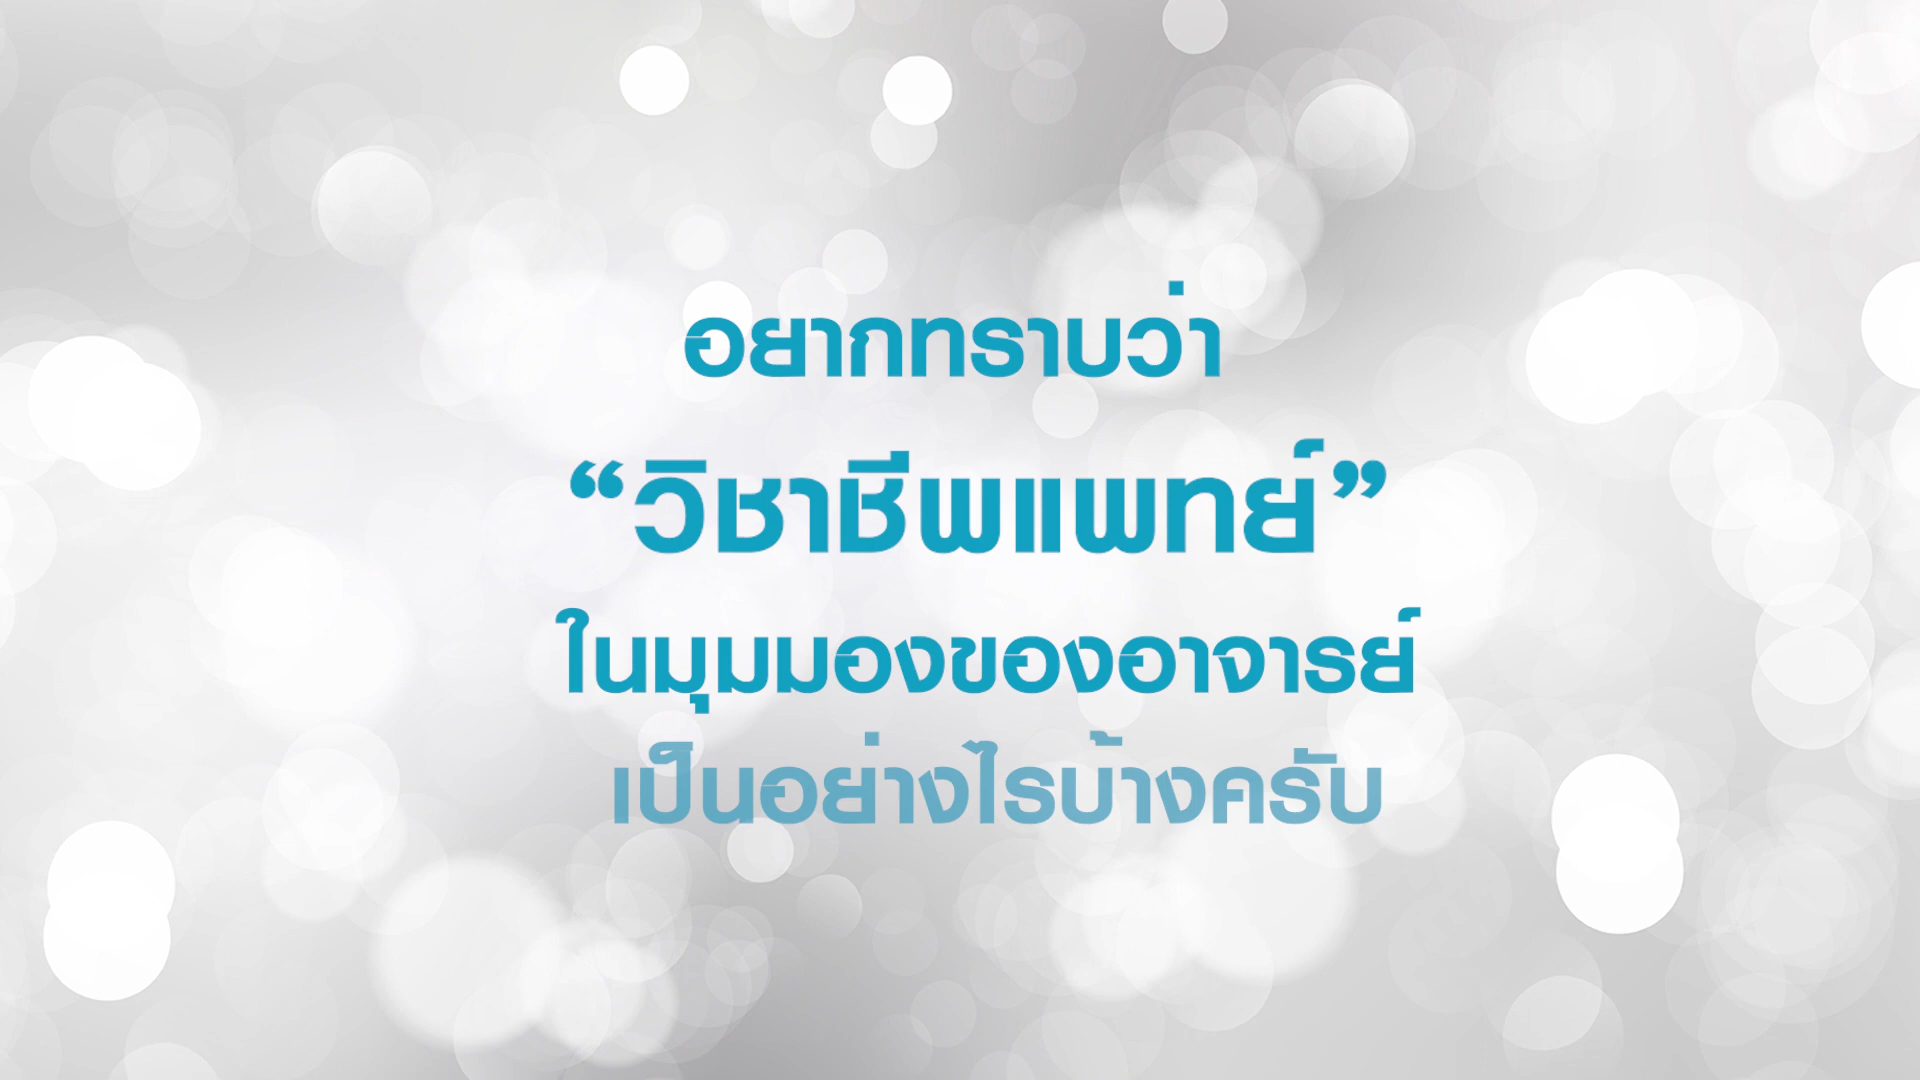 อยากทราบว่า
“วิชาชีพแพทย์”
ในมุมมองของอาจารย์
เป็นอย่างไรบ้างครับ